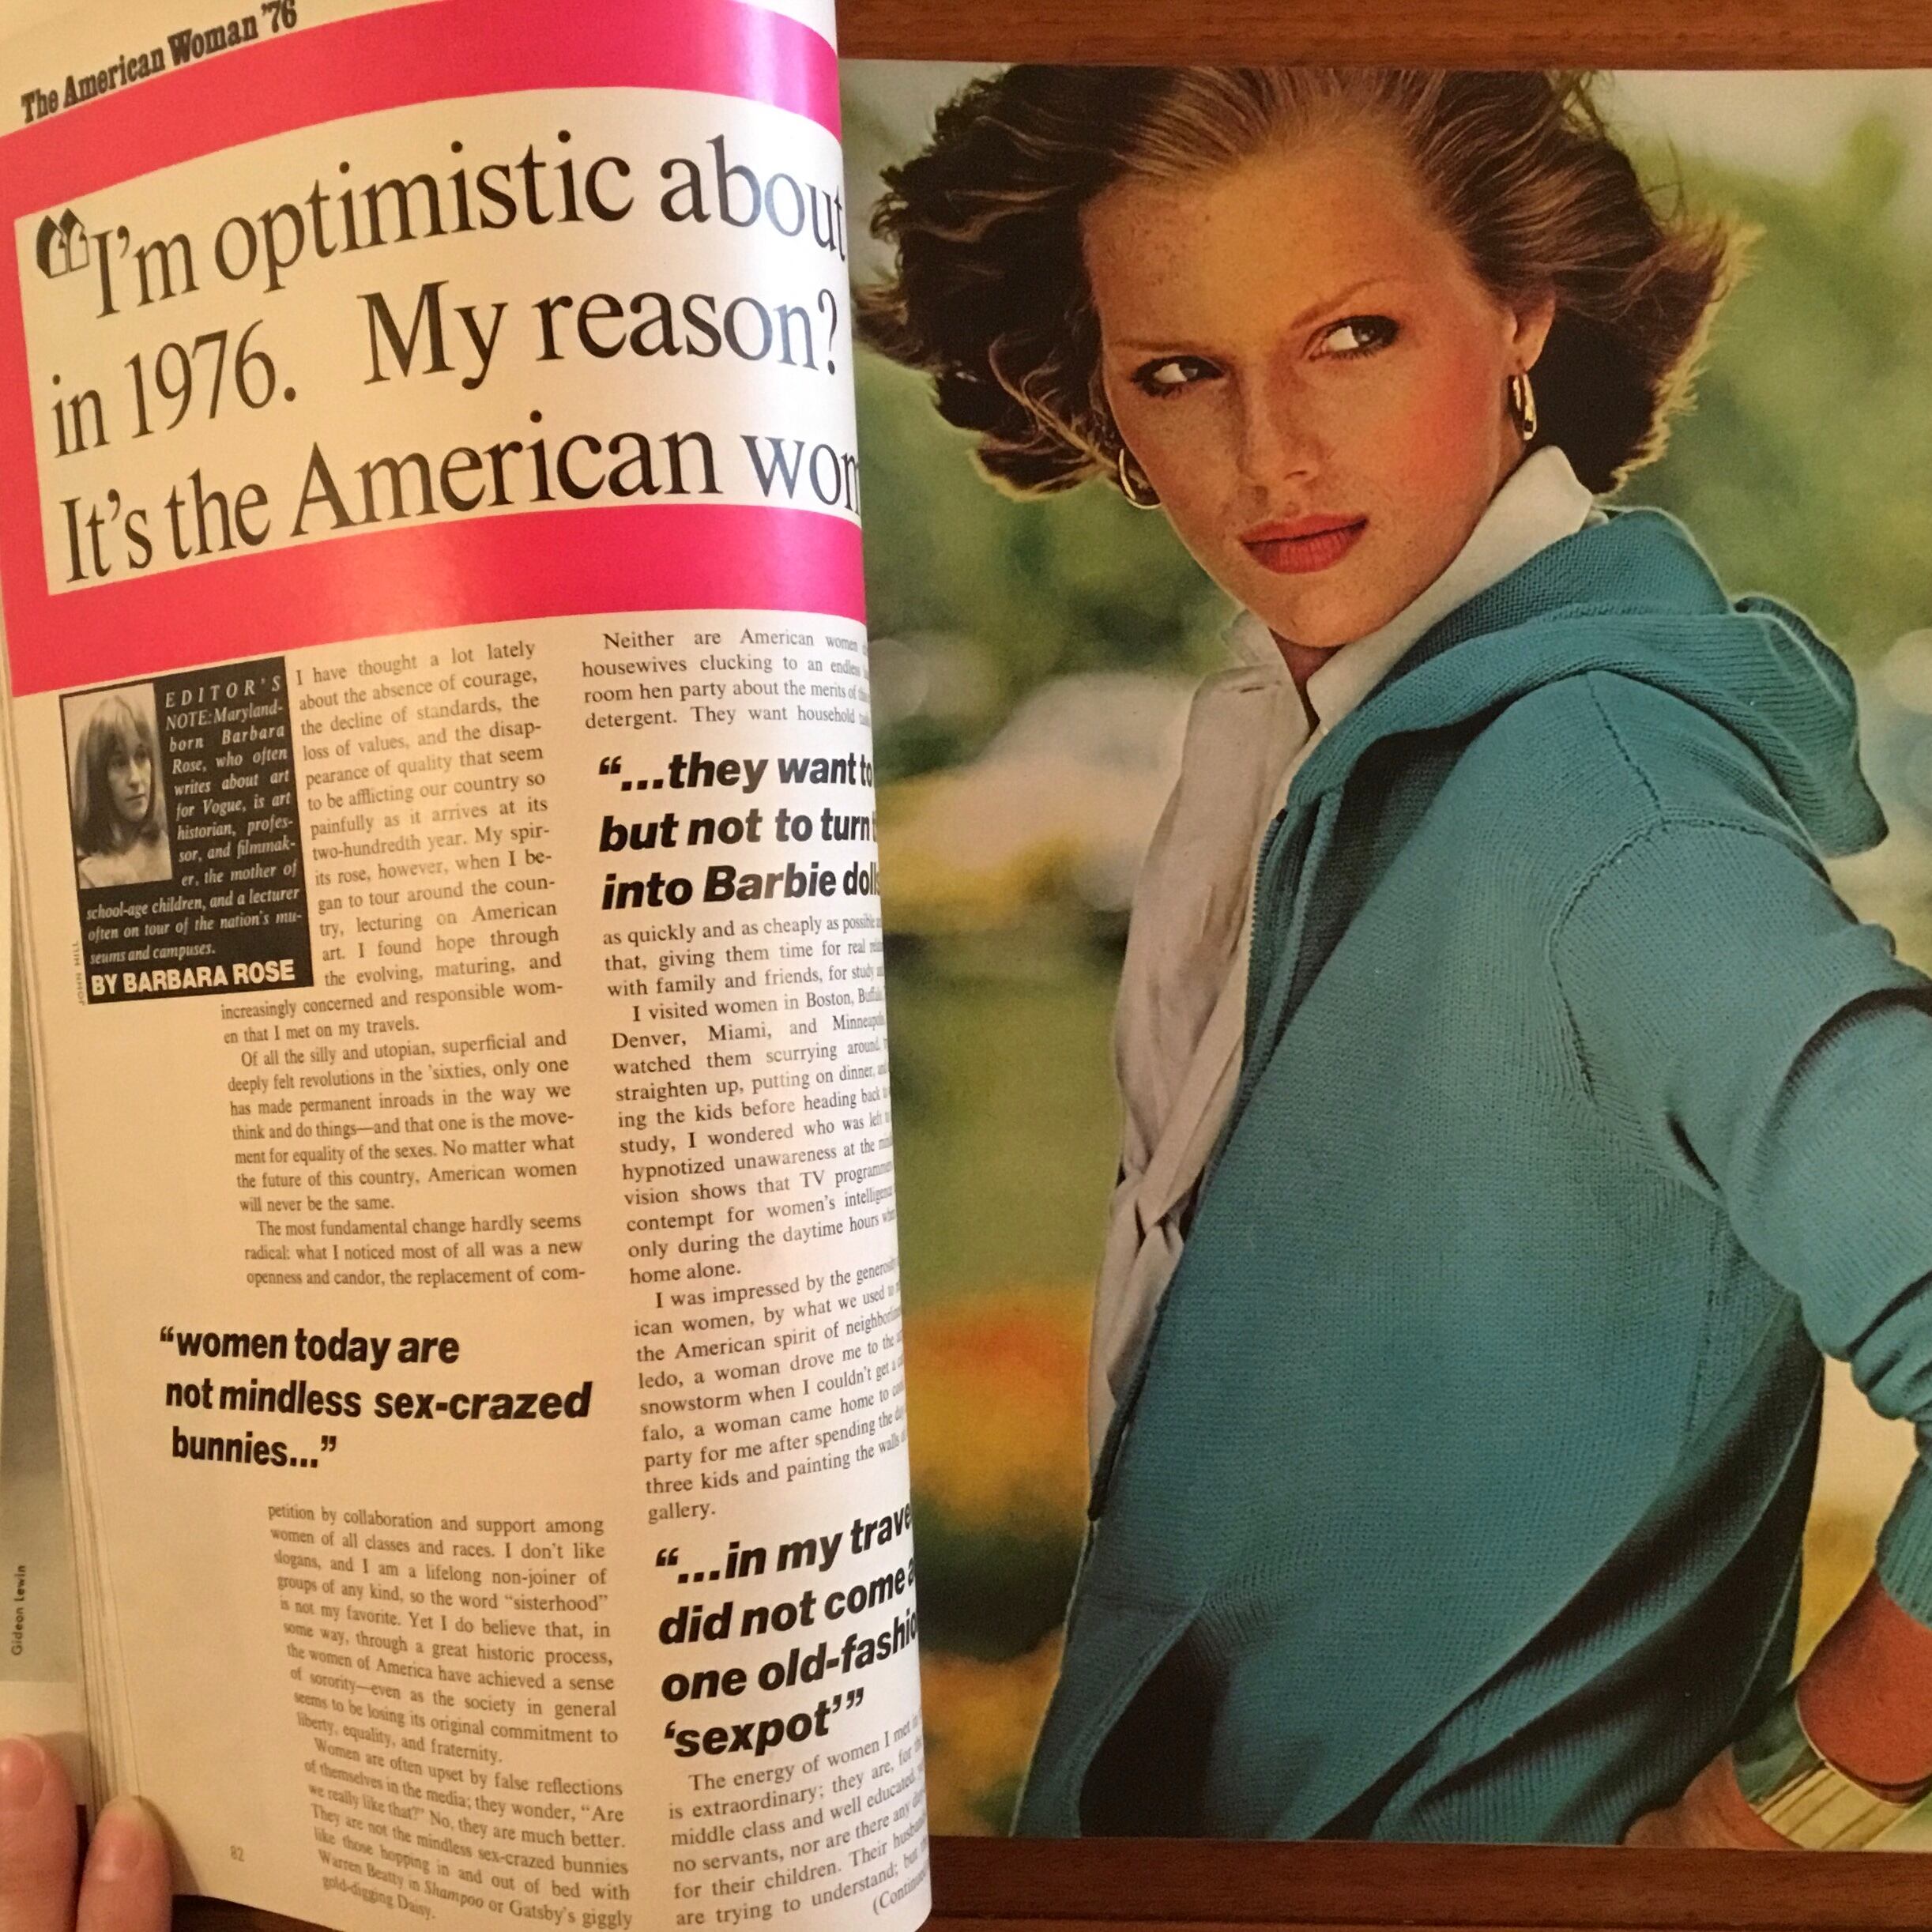 The American Woman '76
“I'm optimistic about
in 1976. My reason?
It's the American
EDITOR'S
NOTE: Maryland-
born Barbara
Rose, who often
writes about art
for Vogue, is art
historian, profes-
sor, and filmmak-
er, the mother of
school-age children, and a lecturer
often on tour of the nation's mu-
seums and campuses.
BY BARBARA ROSE
I have thought a lot lately
about the absence of courage,
the decline of standards, the
loss of values, and the disap-
pearance of quality that seem
to be afflicting our country so
painfully as it arrives at its
two-hundredth year. My spir-
its rose, however, when I be-
gan to tour around the coun-
try, lecturing on American
art. I found hope through
the evolving, maturing, and
increasingly concerned and responsible wom-
en that I met on my travels.
Of all the silly and utopian, superficial and
deeply felt revolutions in the 'sixties, only one
has made permanent inroads in the way we
think and do things—and that one is the move-
ment for equality of the sexes. No matter what
the future of this country, American women
will never be the same.
The most fundamental change hardly seems
radical: what I noticed most of all was a new
openness and candor, the replacement of com-
“women today are
not mindless sex-crazed
bunnies...”
petition by collaboration and support among
women of all classes and races. I don't like
slogans, and I am a lifelong non-joiner of
groups of any kind, so the word “sisterhood”
is not my favorite. Yet I do believe that, in
some way, through a great historic process,
the women of America have achieved a sense
of sorority—even as the society in general
seems to be losing its original commitment to
liberty, equality, and fraternity.
Women are often upset by false reflections
of themselves in the media; they wonder, “Are
we really like that?” No, they are much better.
They are not the mindless sex-crazed bunnies
like those hopping in and out of bed with
Warren Beatty in Shampoo or Gatsby's giggly
gold-digging Daisy.
82
Neither are American women
housewives clucking to an endless
room hen party about the merits of
detergent. They want household
“...they want to
but not to turn
into Barbie dolls
as quickly and as cheaply as possible
that, giving them time for real
with family and friends, for study
I visited women in Boston,
Denver, Miami, and Minneapolis
watched them scurrying around,
straighten up, putting on dinner,
ing the kids before heading back
study, I wondered who was left
hypnotized unawareness at the
vision shows that TV
contempt for women's intelligence
only during the daytime hours
home alone.
I was impressed by the generosity
ican women, by what we used
the American spirit of
ledo, a woman drove me to the
snowstorm when I couldn't get a
falo, a woman came home to
party for me after spending the
three kids and painting the walls
gallery.
“...in my
did not come
one
‘sexpot’”
The energy of women I met
is extraordinary; they are, for
middle class and well educated,
no servants, nor are there any
for their children. Their
are trying to understand;
Gideon Lewin